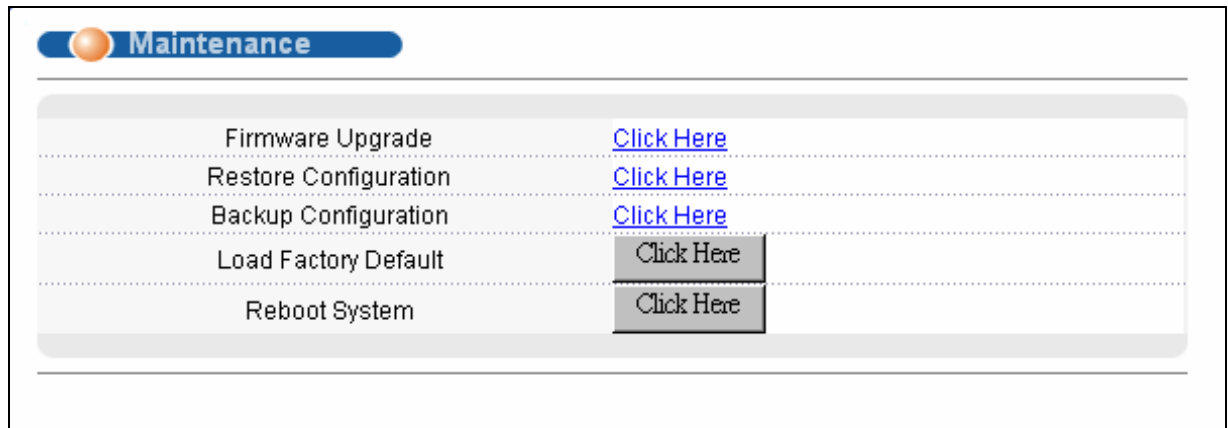 Maintenance
Firmware Upgrade Click Here
Restore Configuration Click Here
Backup Configuration Click Here
Load Factory Default Click Here
Reboot System Click Here